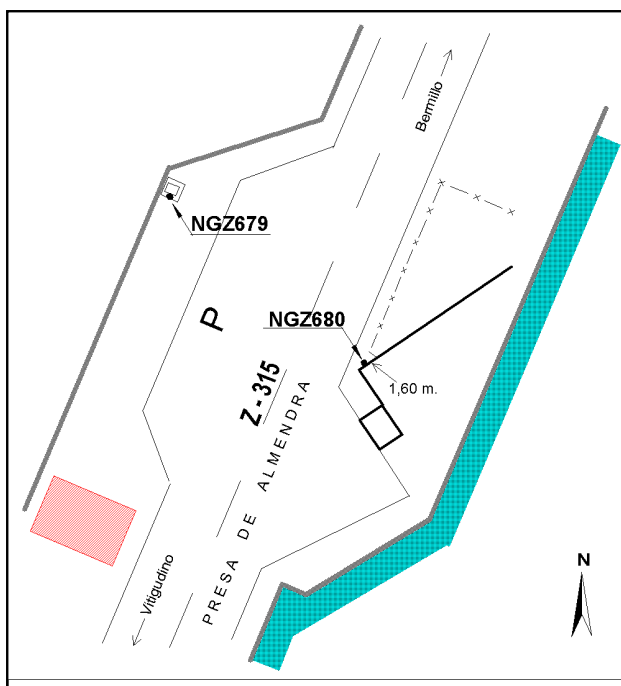 Bermillo
NGZ679
P
NGZ680
Z - 315
1,60 m.
PRESA DE ALMENDRA
Vitigudino
N